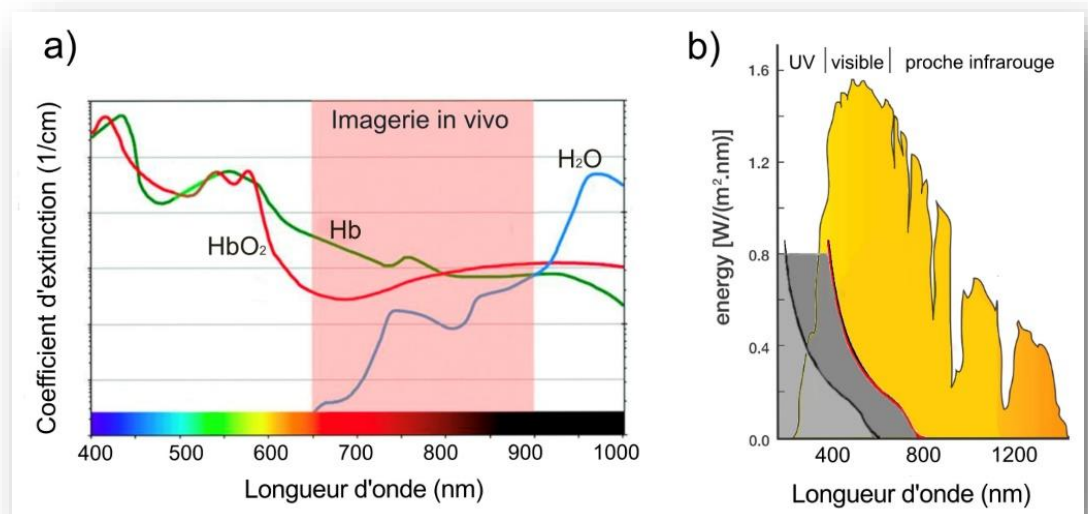 a)
Coefficient d'extinction (1/cm)
Imagerie in vivo
H₂O
Hb
HbO₂
400 500 600 700 800 900 1000
Longueur d'onde (nm)
b)
UV visible proche infrarouge
energy [W/(m².nm)]
1.6
1.2
0.8
0.4
0.0
400 800 1200
Longueur d'onde (nm)